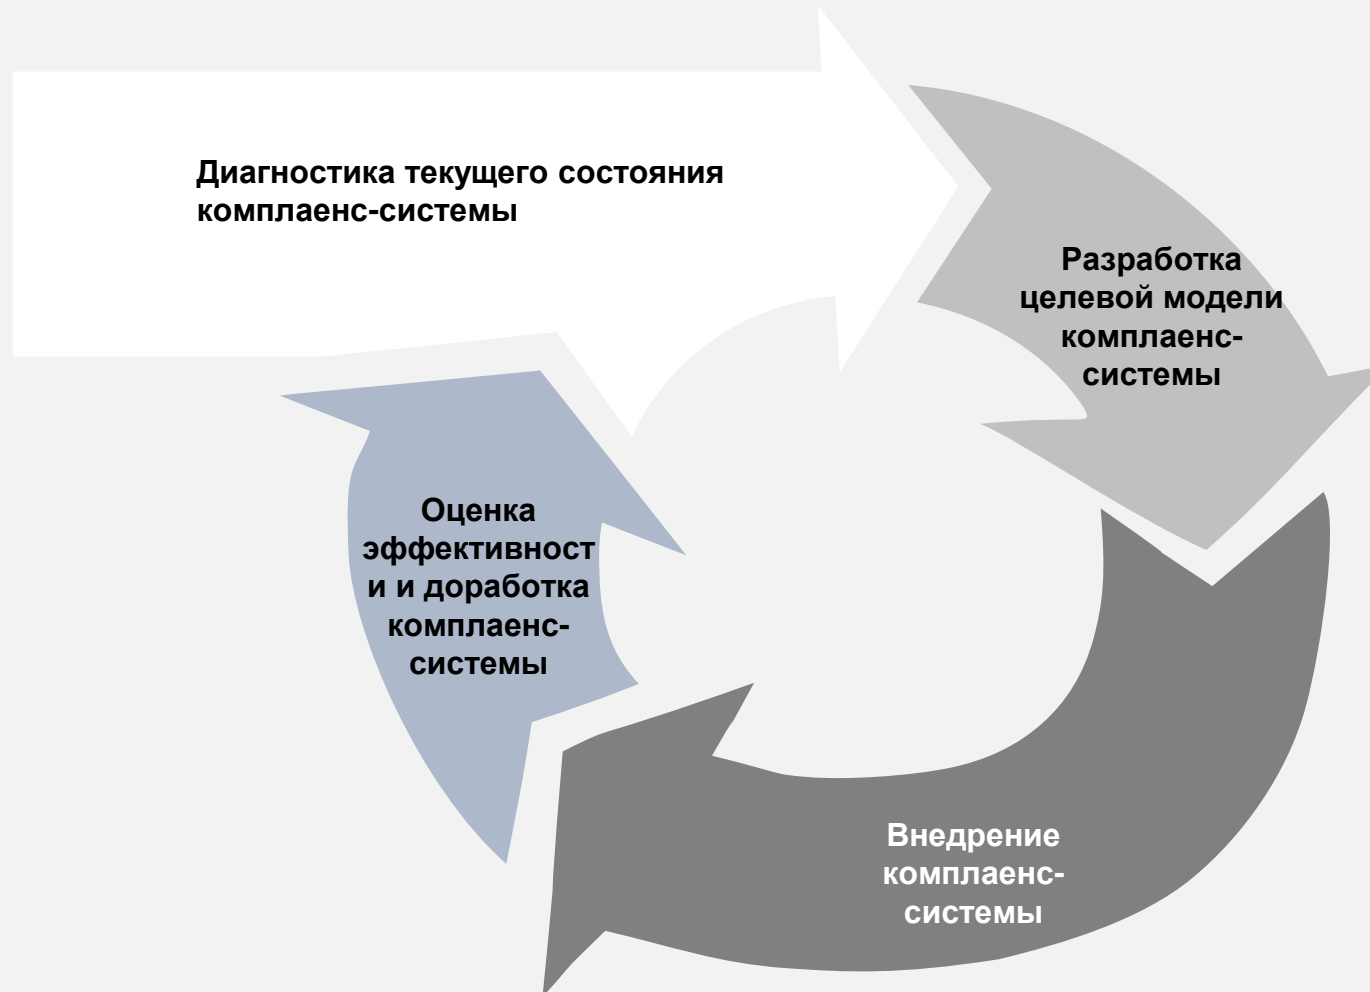 Диагностика текущего состояния
комплаенс-системы
Разработка
целевой модели
комплаенс-
системы
Оценка
эффективност
и и доработка
комплаенс-
системы
Внедрение
комплаенс-
системы